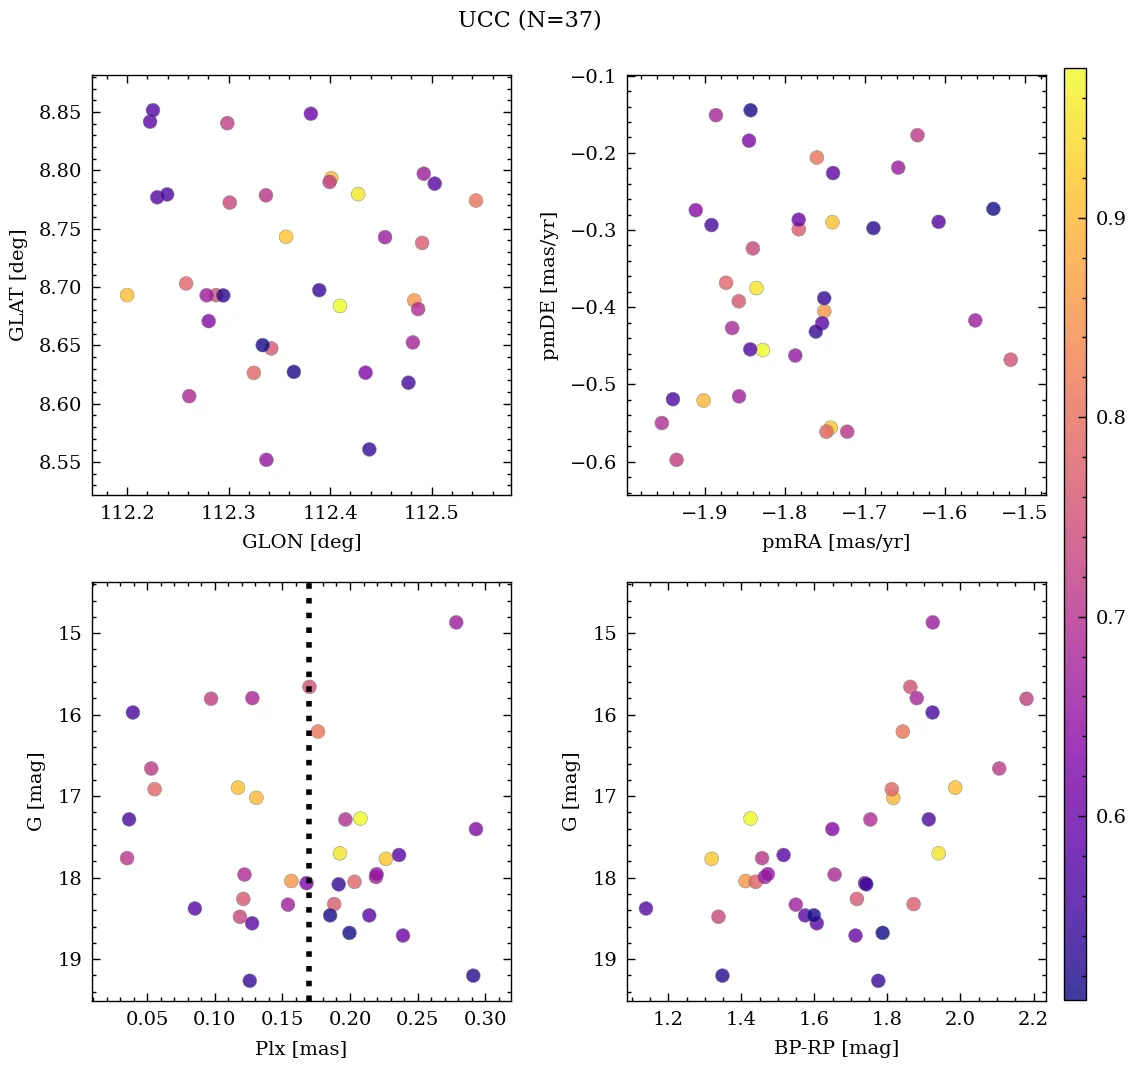 UCC (N=37)
8.85
8.80
8.75
8.70
8.65
8.60
8.55
GLAT [deg]
112.2 112.3 112.4 112.5
GLON [deg]
−0.1
−0.2
−0.3
−0.4
−0.5
−0.6
pmDE [mas/yr]
−1.9 −1.8 −1.7 −1.6 −1.5
pmRA [mas/yr]
15
16
17
18
19
G [mag]
0.05 0.10 0.15 0.20 0.25 0.30
Plx [mas]
15
16
17
18
19
G [mag]
1.2 1.4 1.6 1.8 2.0 2.2
BP-RP [mag]
0.9
0.8
0.7
0.6